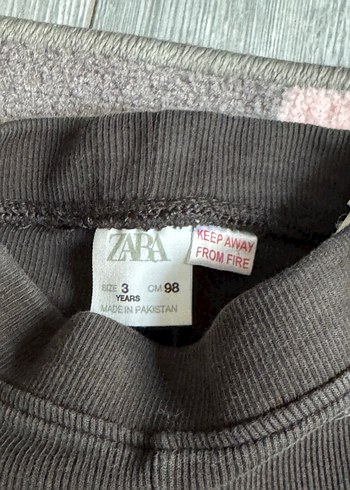 ZARA
KEEP AWAY
FROM FIRE
SIZE 3 CM 98
YEARS
MADE IN PAKISTAN